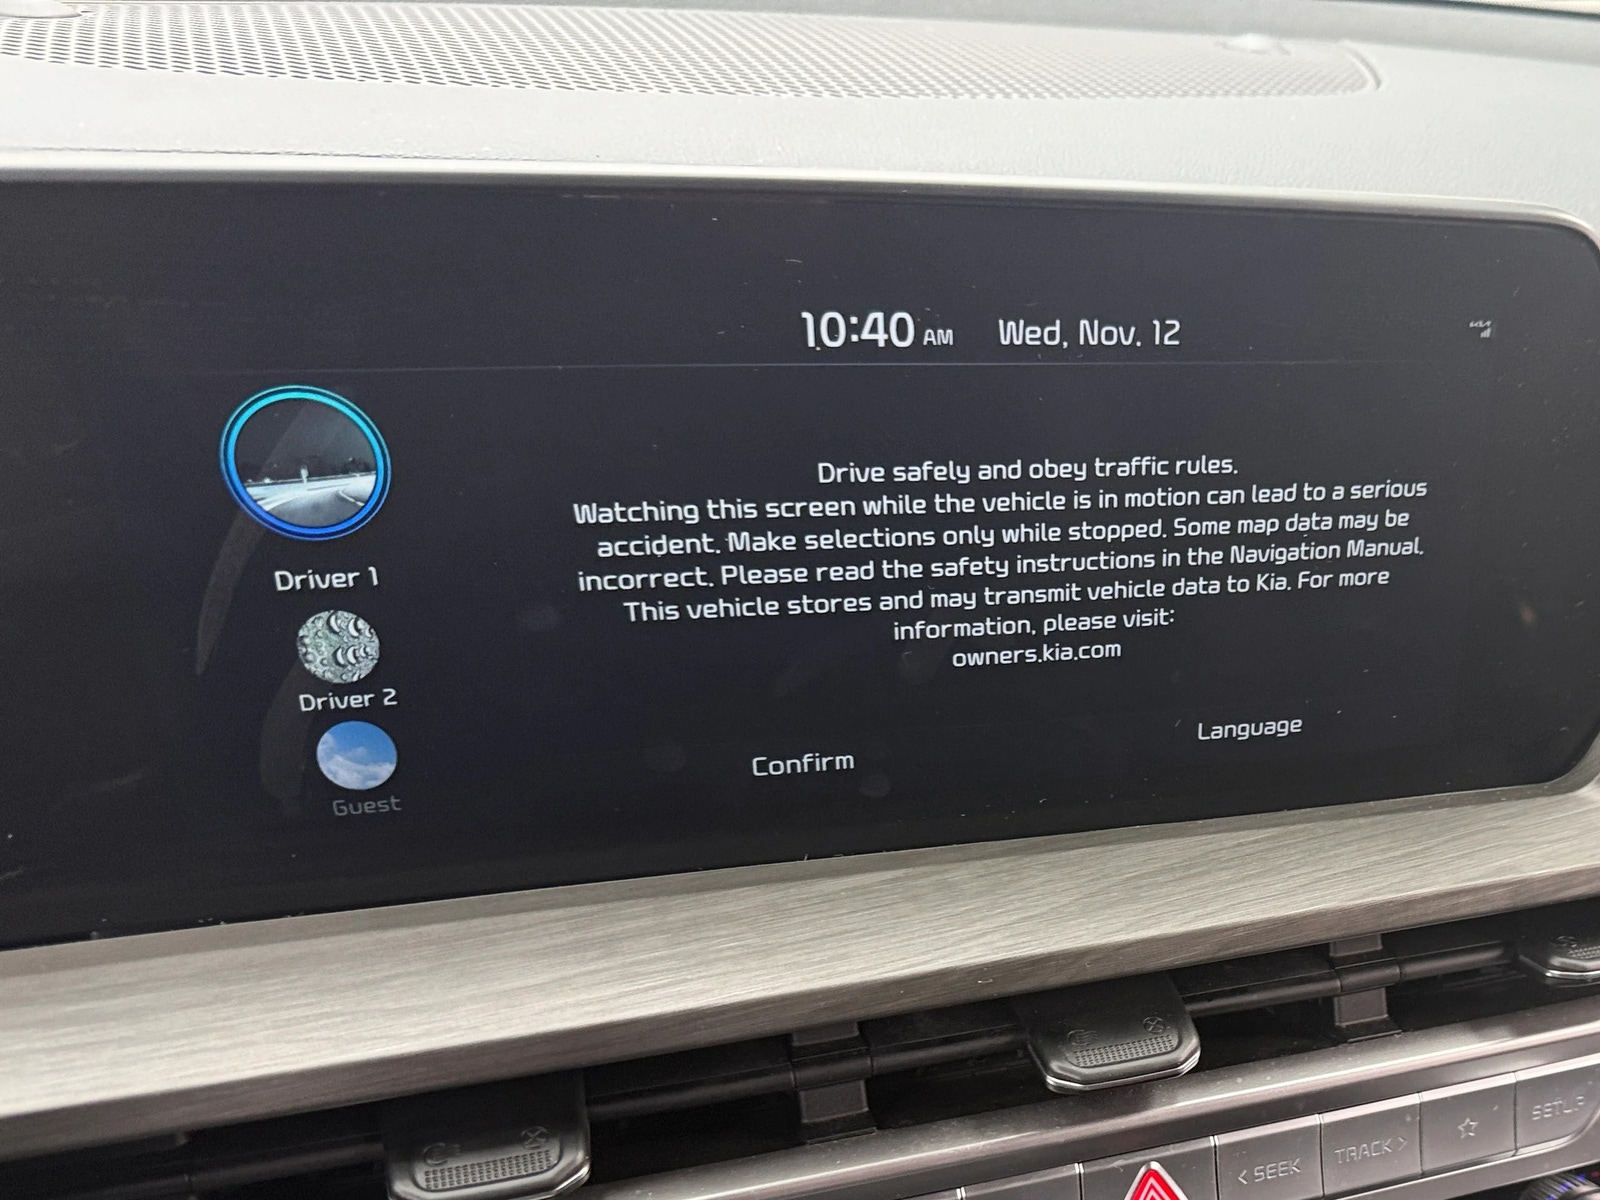 10:40 AM Wed, Nov. 12
Driver 1
Driver 2
Guest
Drive safely and obey traffic rules.
Watching this screen while the vehicle is in motion can lead to a serious
accident. Make selections only while stopped. Some map data may be
incorrect. Please read the safety instructions in the Navigation Manual.
This vehicle stores and may transmit vehicle data to Kia. For more
information, please visit:
owners.kia.com
Confirm
Language
< SEEK
TRACK >
SETUP